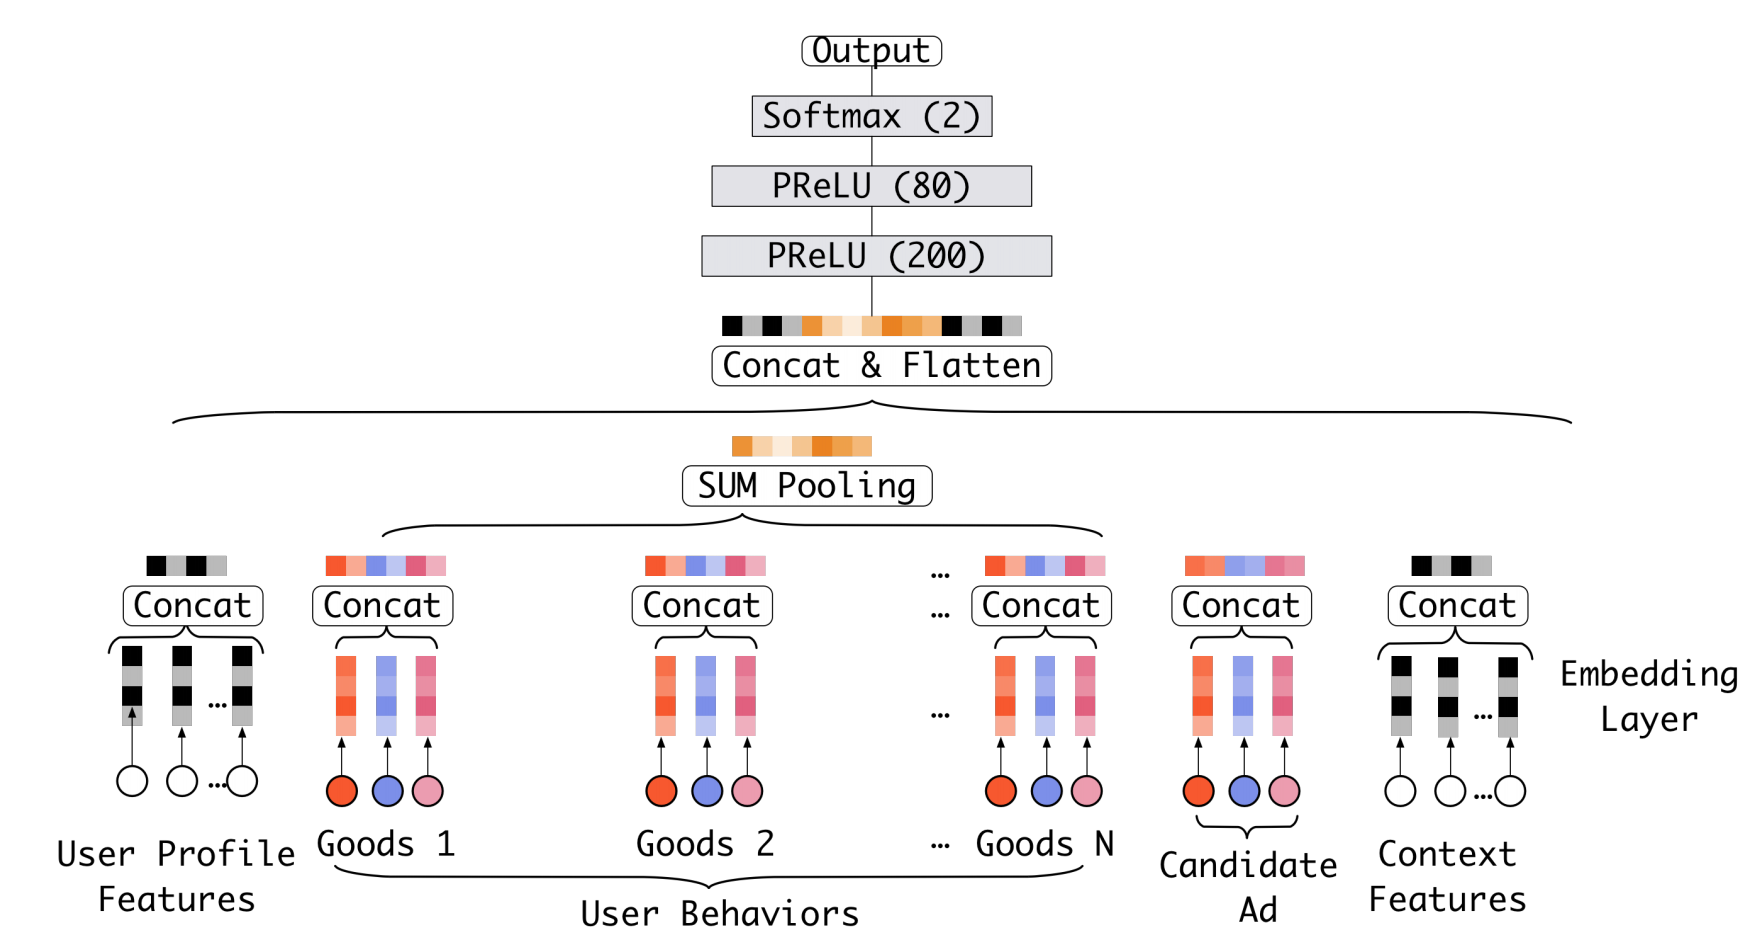 Output
Softmax (2)
PReLU (80)
PReLU (200)
Concat & Flatten
SUM Pooling
...
Concat
Concat
Concat
...
Concat
Concat
Concat
Embedding
Layer
...
...
...
...
...
User Profile
Features
Goods 1
Goods 2
...
Goods N
Candidate
Ad
Context
Features
User Behaviors